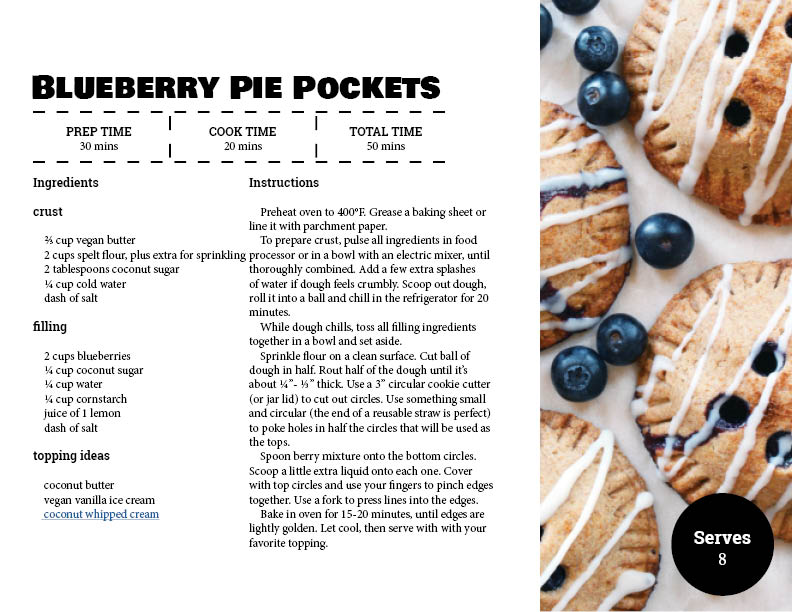 Blueberry Pie Pockets
PREP TIME
30 mins
COOK TIME
20 mins
TOTAL TIME
50 mins
Ingredients
crust
⅔ cup vegan butter
2 cups spelt flour, plus extra for sprinkling
2 tablespoons coconut sugar
¼ cup cold water
dash of salt
filling
2 cups blueberries
¼ cup coconut sugar
¼ cup water
¼ cup cornstarch
juice of 1 lemon
dash of salt
topping ideas
coconut butter
vegan vanilla ice cream
coconut whipped cream
Instructions
Preheat oven to 400°F. Grease a baking sheet or
line it with parchment paper.
To prepare crust, pulse all ingredients in food
processor or in a bowl with an electric mixer, until
thoroughly combined. Add a few extra splashes
of water if dough feels crumbly. Scoop out dough,
roll it into a ball and chill in the refrigerator for 20
minutes.
While dough chills, toss all filling ingredients
together in a bowl and set aside.
Sprinkle flour on a clean surface. Cut ball of
dough in half. Rout half of the dough until it’s
about ¼”- ⅓” thick. Use a 3” circular cookie cutter
(or jar lid) to cut out circles. Use something small
and circular (the end of a reusable straw is perfect)
to poke holes in half the circles that will be used as
the tops.
Spoon berry mixture onto the bottom circles.
Scoop a little extra liquid onto each one. Cover
with top circles and use your fingers to pinch edges
together. Use a fork to press lines into the edges.
Bake in oven for 15-20 minutes, until edges are
lightly golden. Let cool, then serve with with your
favorite topping.
Serves
8